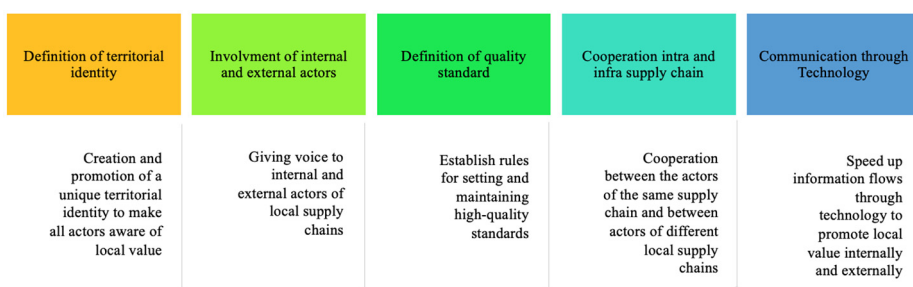 Definition of territorial
identity
Involvment of internal
and external actors
Definition of quality
standard
Cooperation intra and
infra supply chain
Communication through
Technology
Creation and
promotion of a
unique territorial
identity to make
all actors aware of
local value
Giving voice to
internal and
external actors of
local supply
chains
Establish rules
for setting and
maintaining
high-quality
standards
Cooperation
between the actors
of the same supply
chain and between
actors of different
local supply
chains
Speed up
information flows
through
technology to
promote local
value internally
and externally